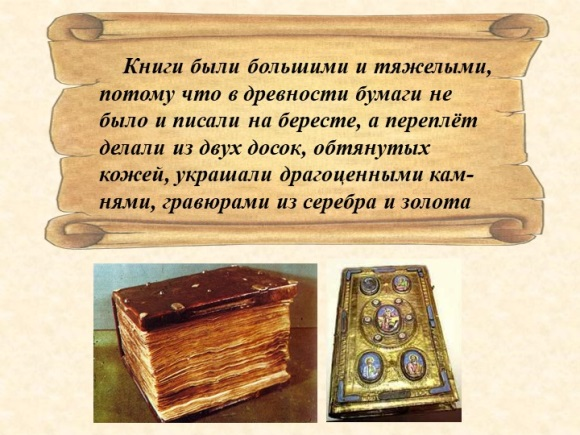 Книги были большими и тяжелыми,
потому что в древности бумаги не
было и писали на бересте, а переплёт
делали из двух досок, обтянутых
кожей, украшали драгоценными кам-
нями, гравюрами из серебра и золота